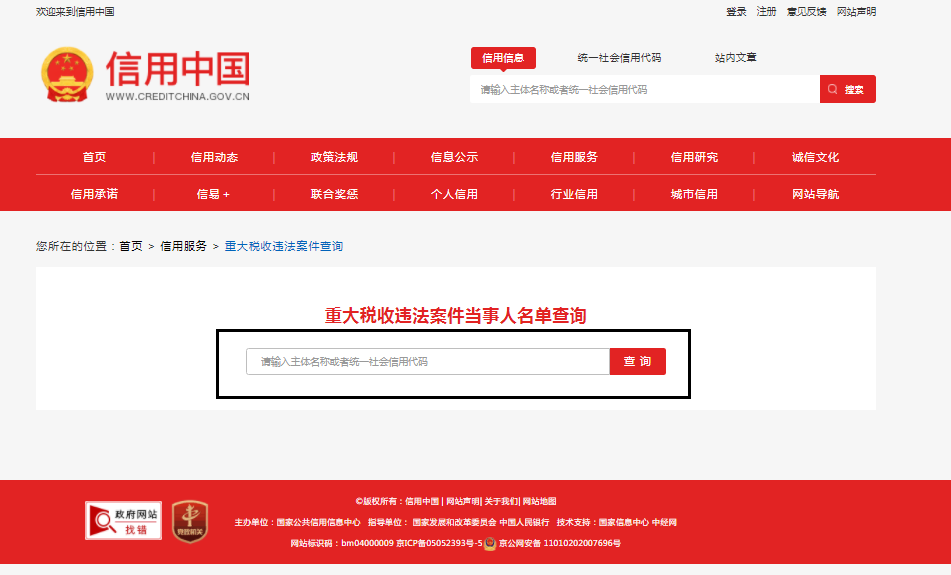 欢迎来到信用中国
登录 注册 意见反馈 网站声明
信用中国
WWW.CREDITCHINA.GOV.CN
信用信息 统一社会信用代码 站内文章
请输入主体名称或者统一社会信用代码 搜索
首页 | 信用动态 | 政策法规 | 信息公示 | 信用服务 | 信用研究 | 诚信文化
信用承诺 | 信易+ | 联合奖惩 | 个人信用 | 行业信用 | 城市信用 | 网站导航
您所在的位置：首页 > 信用服务 > 重大税收违法案件查询
重大税收违法案件当事人名单查询
请输入主体名称或者统一社会信用代码 查询
©版权所有：信用中国 | 网站声明| 关于我们| 网站地图
政府网站
找错
党政机关
主办单位：国家公共信用信息中心 指导单位： 国家发展和改革委员会 中国人民银行 技术支持：国家信息中心 中经网
网站标识码：bm04000009 京ICP备05052393号-5 京公网安备 11010202007696号